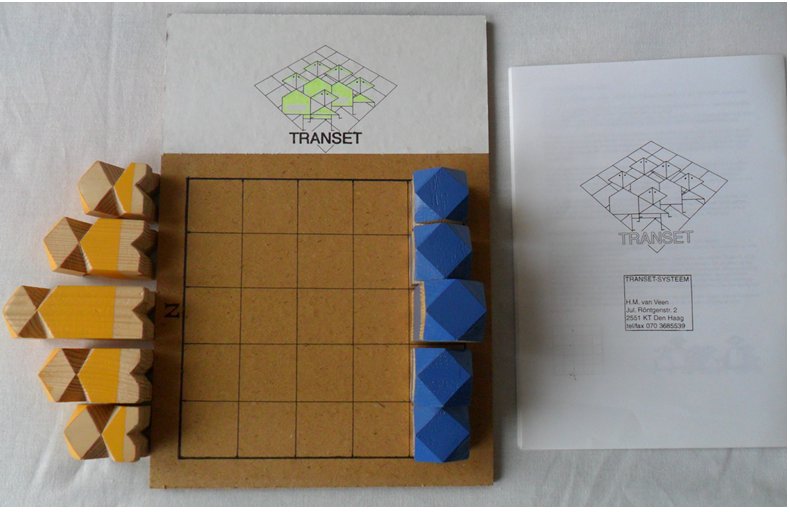 TRANSET
N
TRANSET
TRANSET-SYSTEEM
H.M. van Veen
Jul. Röntgenstr. 2
2551 KT Den Haag
tel/fax 070 3685539